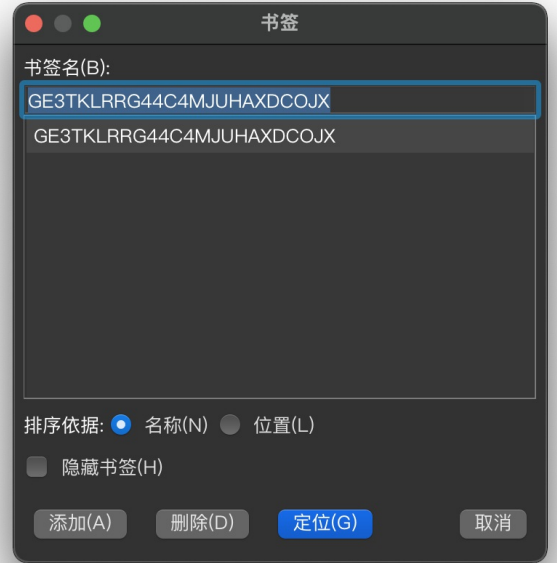 书签
书签名(B):
GE3TKLRRG44C4MJUHAXDCOJX
GE3TKLRRG44C4MJUHAXDCOJX
排序依据: 名称(N) 位置(L)
隐藏书签(H)
添加(A) 删除(D) 定位(G) 取消